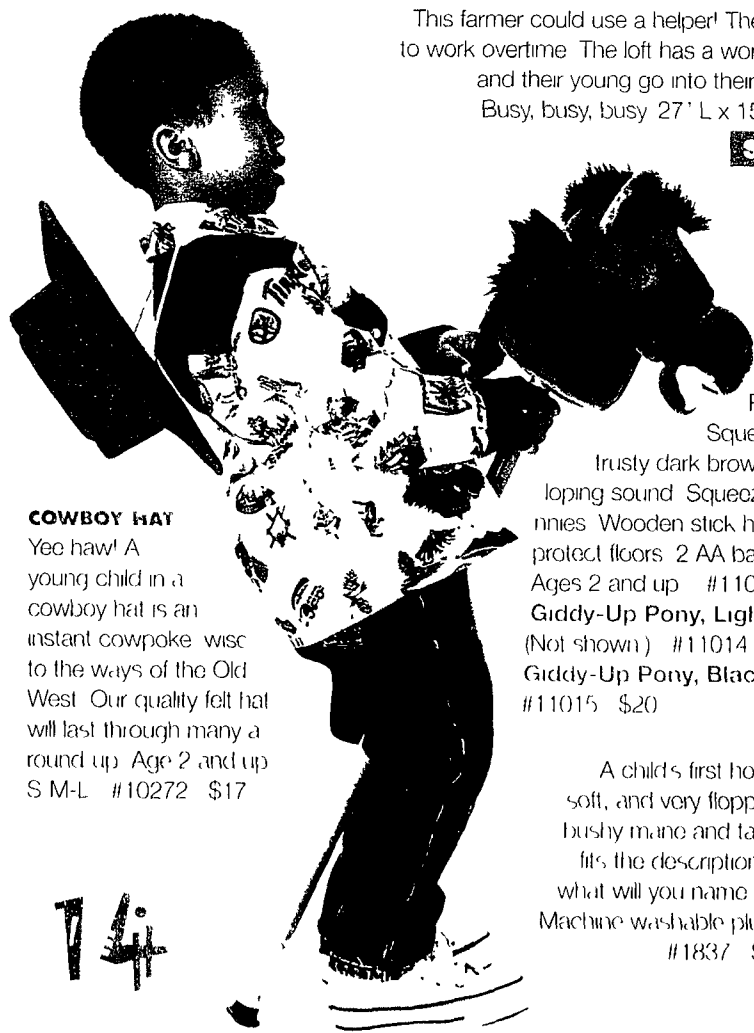 This farmer could use a helper! The
to work overtime The loft has a wor
and their young go into their
Busy, busy, busy 27' L x 15
Sque
trusty dark brow
loping sound Squeez
nnies Wooden stick h
protect floors 2 AA ba
Ages 2 and up #110
Giddy-Up Pony, Ligh
(Not shown) #11014
Giddy-Up Pony, Blac
#11015 $20
COWBOY HAT
Yee haw! A
young child in a
cowboy hat is an
instant cowpoke wise
to the ways of the Old
West Our quality felt hat
will last through many a
round up Age 2 and up
S M-L #10272 $17
A child's first ho
soft, and very flopp
bushy mane and ta
fits the description
what will you name
Machine washable plu
#1837 $
14